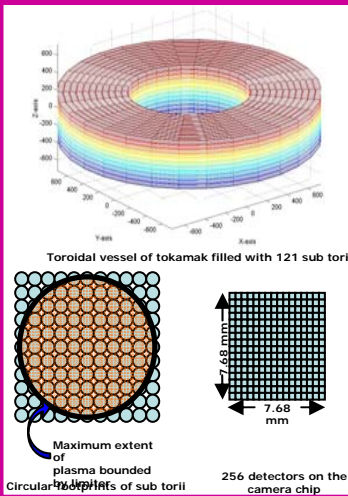 600
400
200
0
-200
-400
-600
Z-axis
600
400
200
0
-200
-400
-600
Y-axis
-600
-400
-200
0
200
400
600
X-axis
Toroidal vessel of tokamak filled with 121 sub torii
7.68 mm
7.68
mm
Maximum extent
of
plasma bounded
by limiter
Circular footprints of sub torii
256 detectors on the
camera chip